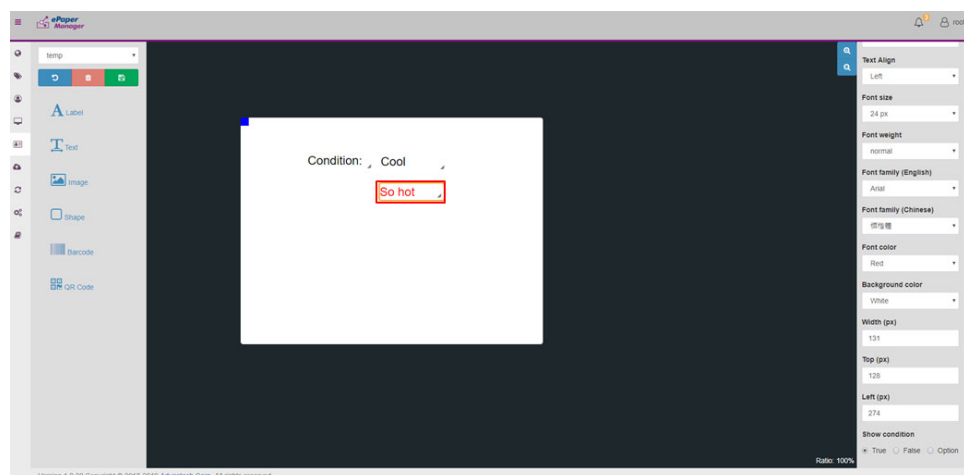 ePaper
Manager
3
root
temp
Label
Text
Image
Shape
Barcode
QR Code
Condition:
Cool
So hot
Ratio: 100%
Text Align
Left
Font size
24 px
Font weight
normal
Font family (English)
Arial
Font family (Chinese)
Font color
Red
Background color
White
Width (px)
131
Top (px)
128
Left (px)
274
Show condition
True
False
Option